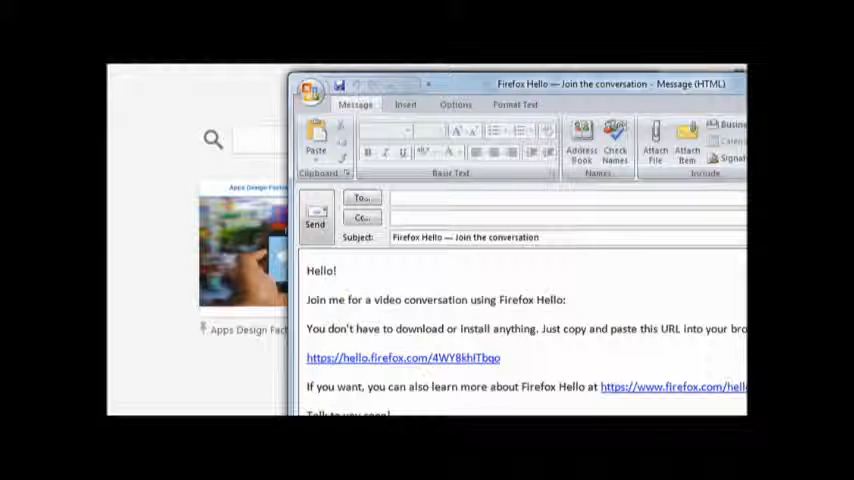 Firefox Hello — Join the conversation - Message (HTML)
Message Insert Options Format Text
Paste
Address Book
Check Names
Attach File
Attach Item
Clipboard
Basic Text
Names
Include
Apps Design
To...
Send
Cc...
Subject: Firefox Hello — Join the conversation
Hello!
Join me for a video conversation using Firefox Hello:
You don't have to download or install anything. Just copy and paste this URL into your bro
https://hello.firefox.com/4WY8khITbqo
If you want, you can also learn more about Firefox Hello at https://www.firefox.com/hell
Apps Design Fact